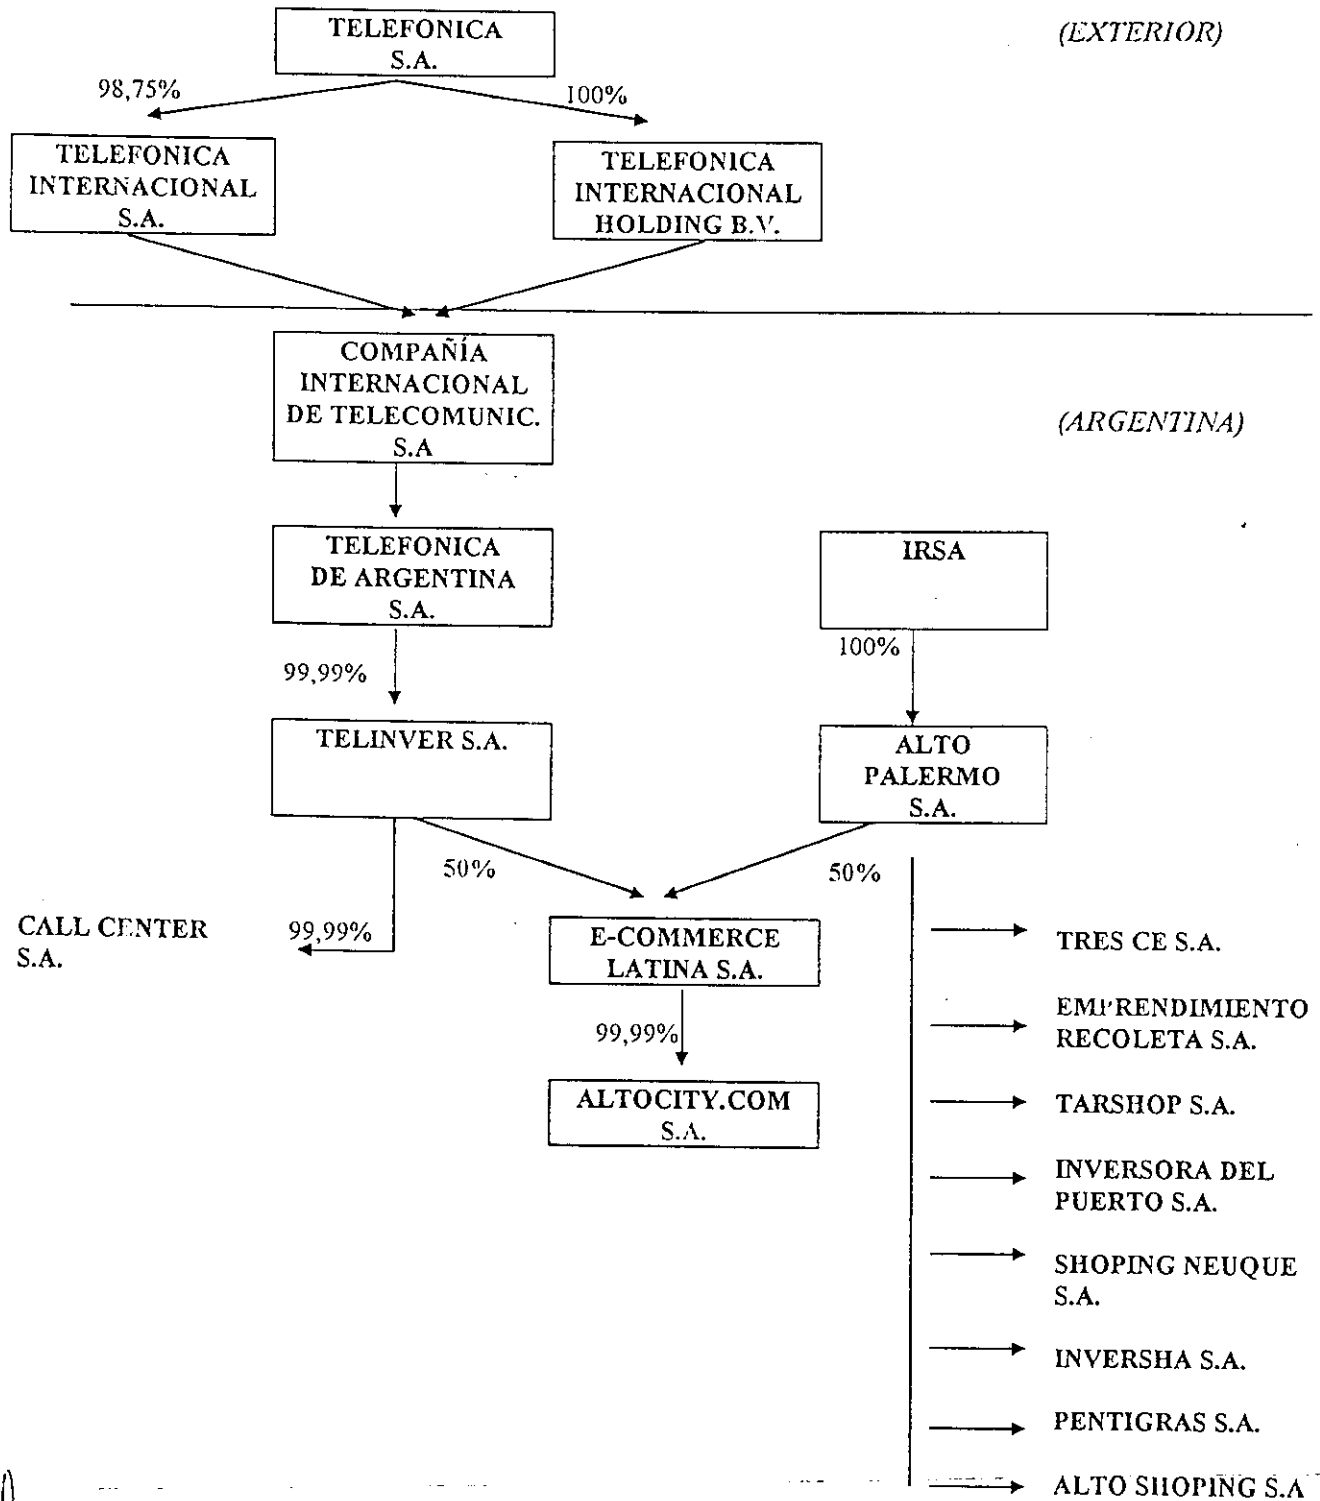 TELEFONICA
S.A.
(EXTERIOR)
98,75%
100%
TELEFONICA
INTERNACIONAL
S.A.
TELEFONICA
INTERNACIONAL
HOLDING B.V.
COMPAÑÍA
INTERNACIONAL
DE TELECOMUNIC.
S.A
(ARGENTINA)
TELEFONICA
DE ARGENTINA
S.A.
IRSA
99,99%
100%
TELINVER S.A.
ALTO
PALERMO
S.A.
50%
50%
CALL CENTER
S.A.
99,99%
E-COMMERCE
LATINA S.A.
99,99%
ALTOCITY.COM
S.A.
TRES CE S.A.
EMPRENDIMIENTO
RECOLETA S.A.
TARSHOP S.A.
INVERSORA DEL
PUERTO S.A.
SHOPING NEUQUE
S.A.
INVERSHA S.A.
PENTIGRAS S.A.
ALTO SHOPING S.A